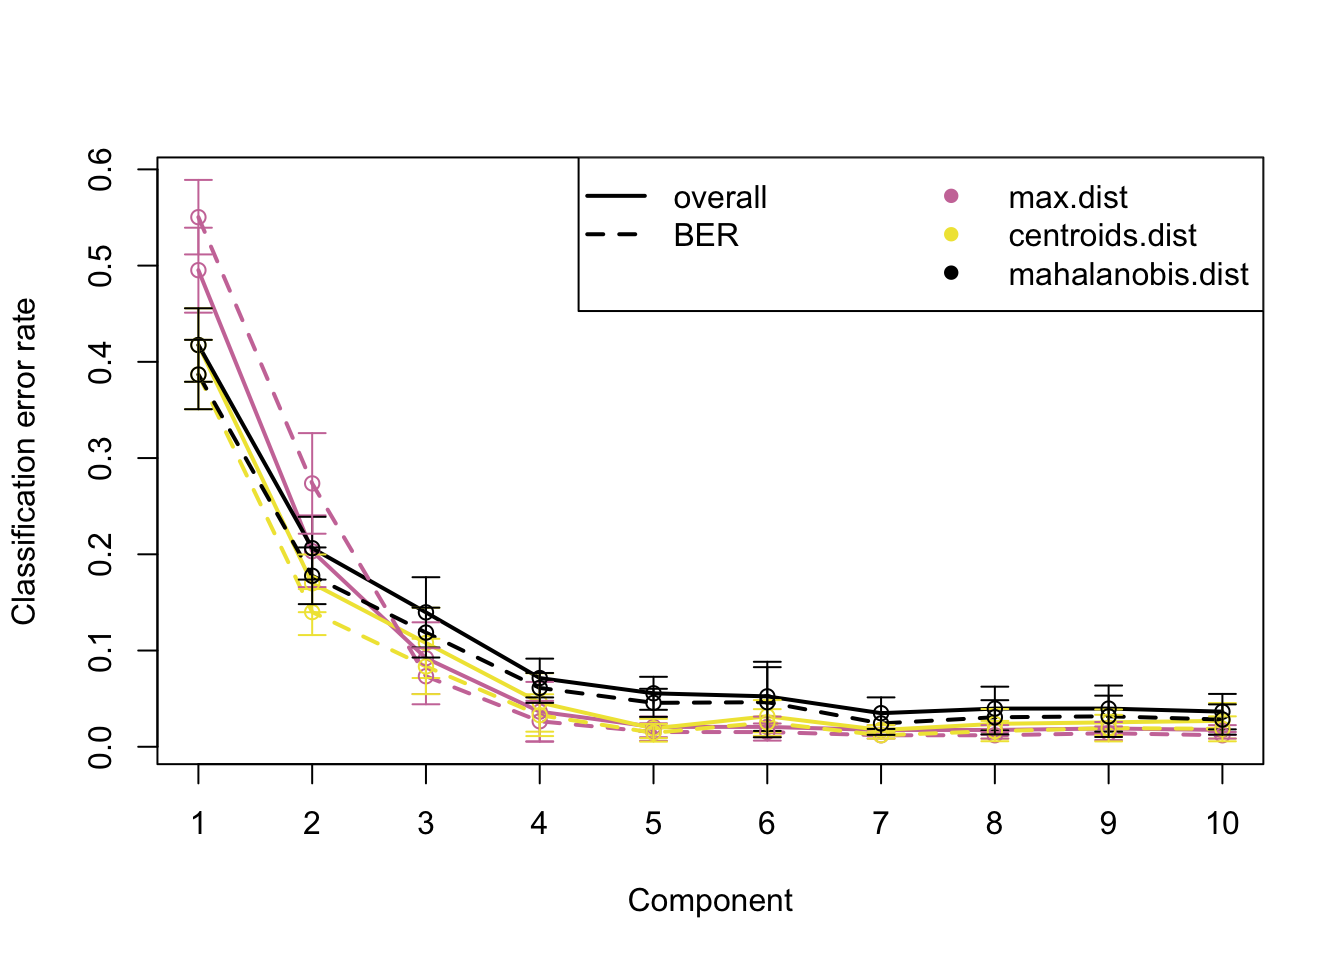 overall
BER
max.dist
centroids.dist
mahalanobis.dist
Classification error rate
0.6
0.5
0.4
0.3
0.2
0.1
0.0
1 2 3 4 5 6 7 8 9 10
Component